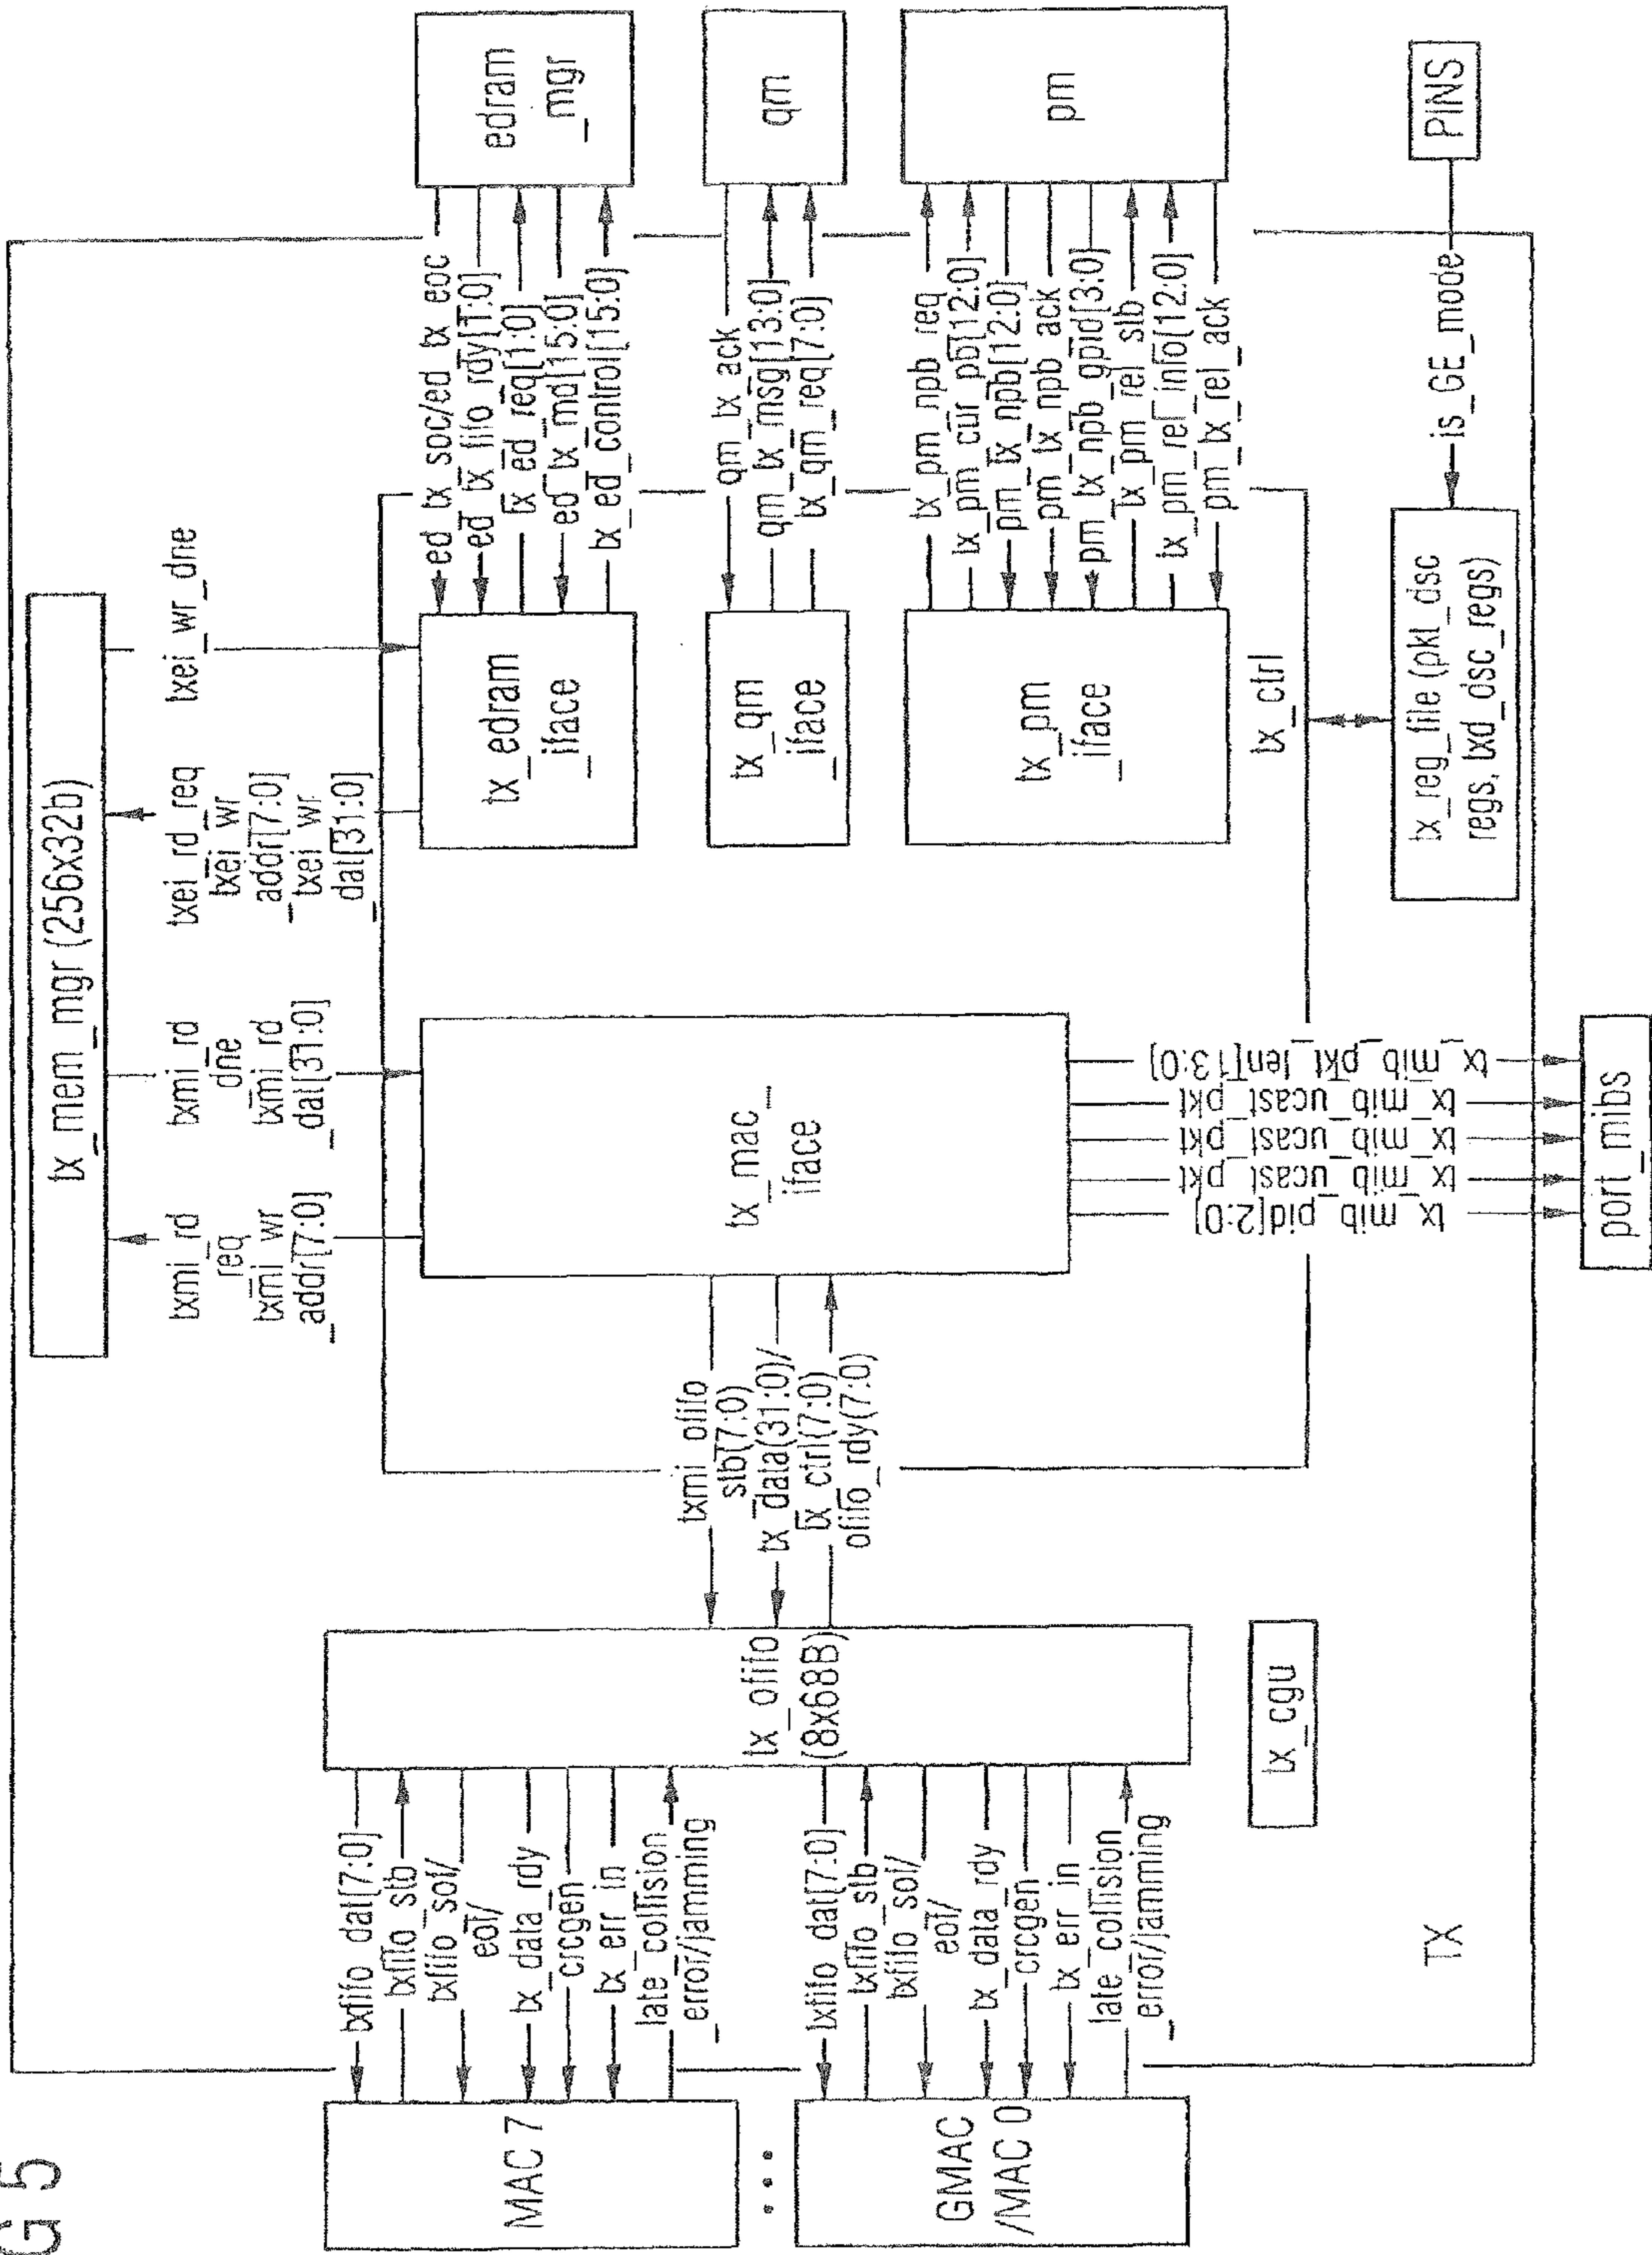 G 5
tx_mem_mgr (256x32b)
txmi_rd
_req
txmi_wr
_addr[7:0]
txmi_rd
_dne
txmi_rd
_dat[31:0]
txei_rd_req
txei_wr
_addr[7:0]
txei_wr
_dat[31:0]
txei_wr_dne
MAC 7
txfifo_dat[7:0]
txfifo_stb
txfifo_sof/
eof/
tx_data_rdy
crcgen
tx_err_in
late_collision
_error/jamming
GMAC
/MAC 0
txfifo_dat[7:0]
txfifo_stb
txfifo_sof/
eof/
tx_data_rdy
crcgen
tx_err_in
late_collision
_error/jamming
tx_ofifo
(8x68B)
txmi_ofifo
_stb(7:0)
tx_data(31:0)/
tx_ctrl(7:0)
ofifo_rdy(7:0)
tx_mac_
iface
tx_edram
_iface
ed_tx_soc/ed_tx_eoc
ed_tx_fifo_rdy[1:0]
tx_ed_req[1:0]
ed_tx_md[15:0]
tx_ed_control[15:0]
edram
_mgr
tx_qm
_iface
qm_tx_ack
qm_tx_msg[13:0]
tx_qm_req[7:0]
qm
tx_pm
_iface
tx_pm_npb_req
tx_pm_cur_pb[12:0]
pm_tx_npb[12:0]
pm_tx_npb_ack
pm_tx_npb_gpid[3:0]
tx_pm_rel_stb
tx_pm_rel_info[12:0]
pm_tx_rel_ack
pm
tx_ctrl
tx_mib_pid[2:0]
tx_mib_ucast_pkt
tx_mib_ucast_pkt
tx_mib_ucast_pkt
tx_mib_pkt_len[13:0]
tx_cgu
tx_reg_file (pkt_dsc
regs, txd_dsc_regs)
is_GE_mode
PINS
TX
port_mibs